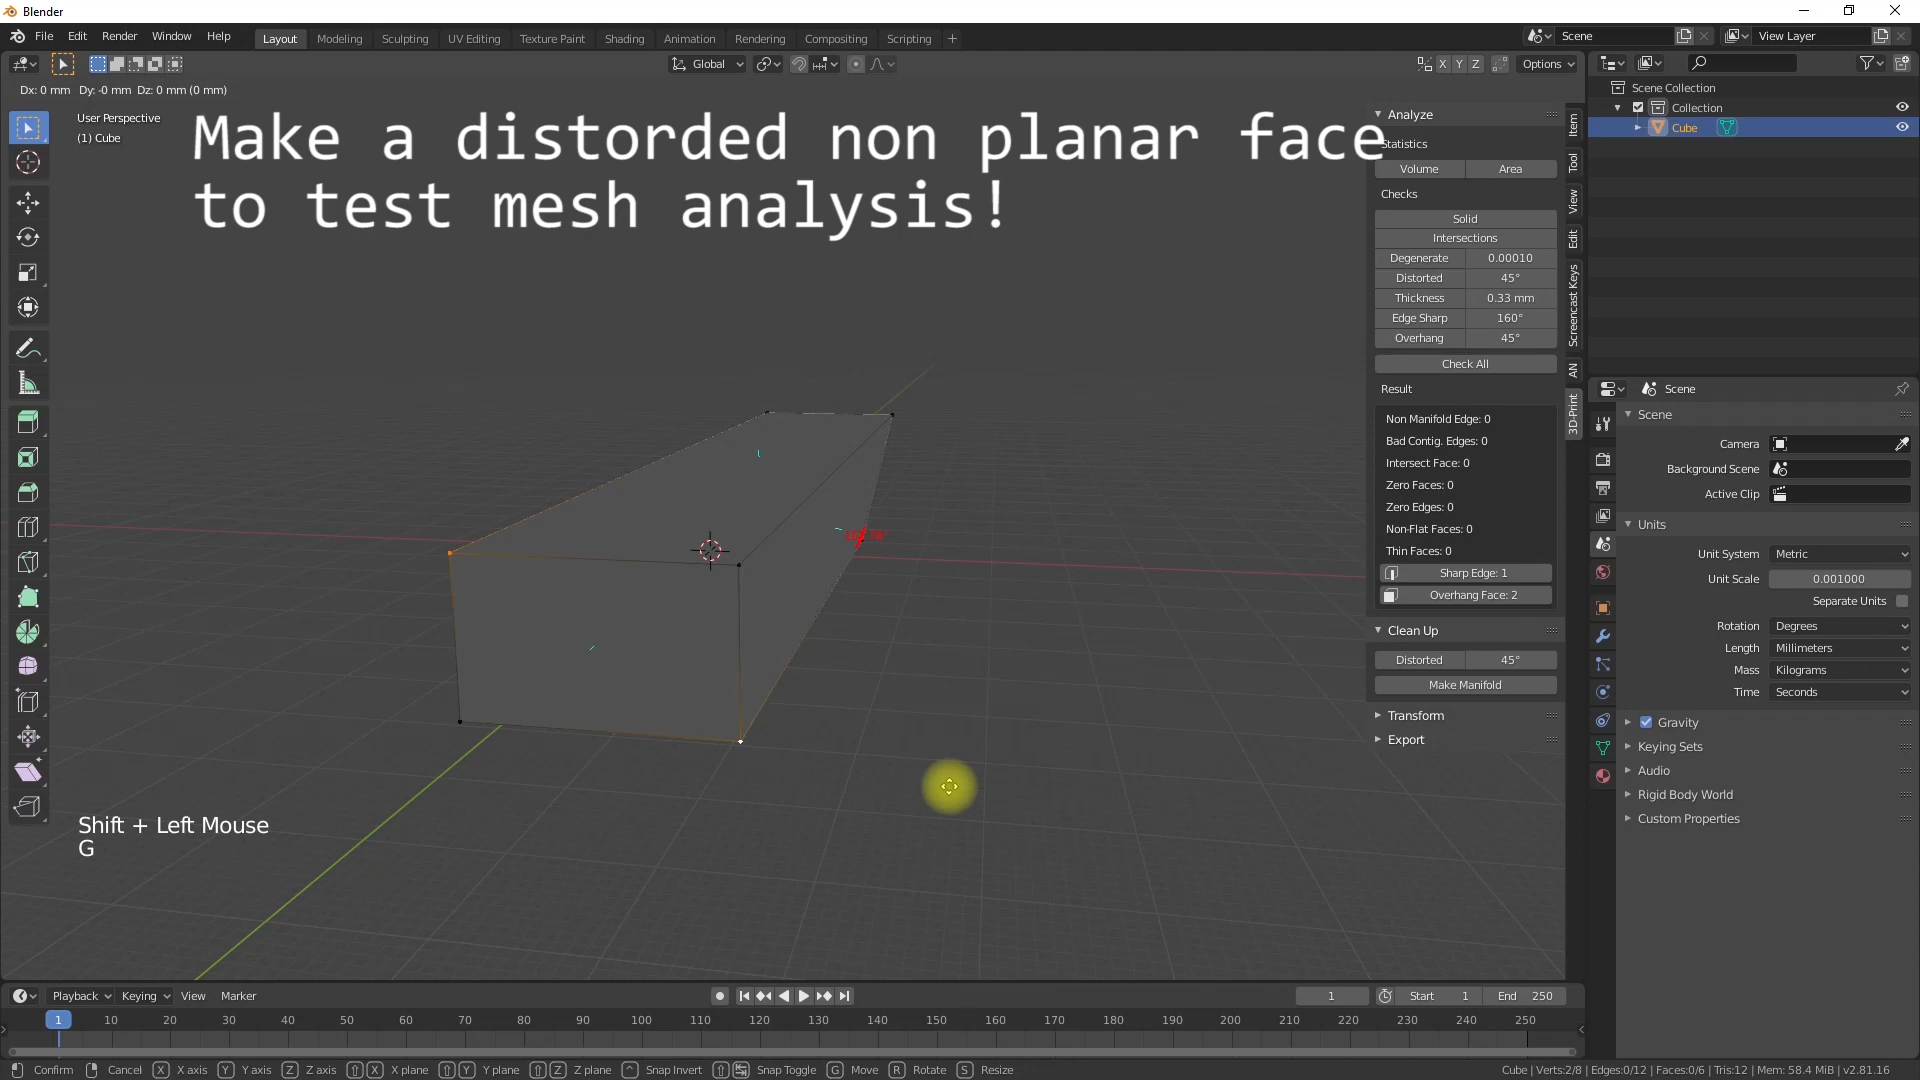 Blender
File Edit Render Window Help
Layout Modeling Sculpting UV Editing Texture Paint Shading Animation Rendering Compositing Scripting
Scene
View Layer
Global
X Y Z
Options
Dx: 0 mm Dy: -0 mm Dz: 0 mm (0 mm)
User Perspective
(1) Cube
Make a distorded non planar face
to test mesh analysis!
Analyze
Statistics
Volume Area
Checks
Solid
Intersections
Degenerate 0.00010
Distorted 45°
Thickness 0.33 mm
Edge Sharp 160°
Overhang 45°
Check All
Result
Non Manifold Edge: 0
Bad Contig. Edges: 0
Intersect Face: 0
Zero Faces: 0
Zero Edges: 0
Non-Flat Faces: 0
Thin Faces: 0
Sharp Edge: 1
Overhang Face: 2
Clean Up
Distorted 45°
Make Manifold
Transform
Export
Item
Tool
View
Edit
Screencast Keys
AN
3D-Print
Scene Collection
Collection
Cube
Scene
Scene
Camera
Background Scene
Active Clip
Units
Unit System Metric
Unit Scale 0.001000
Separate Units
Rotation Degrees
Length Millimeters
Mass Kilograms
Time Seconds
Gravity
Keying Sets
Audio
Rigid Body World
Custom Properties
Shift + Left Mouse
G
Playback Keying View Marker
1
Start 1
End 250
1 10 20 30 40 50 60 70 80 90 100 110 120 130 140 150 160 170 180 190 200 210 220 230 240 250
Confirm Cancel X X axis Y Y axis Z Z axis X X plane Y Y plane Z Z plane Snap Invert Snap Toggle G Move R Rotate S Resize
Cube | Verts:2/8 | Edges:0/12 | Faces:0/6 | Tris:12 | Mem: 58.4 MiB | v2.81.16